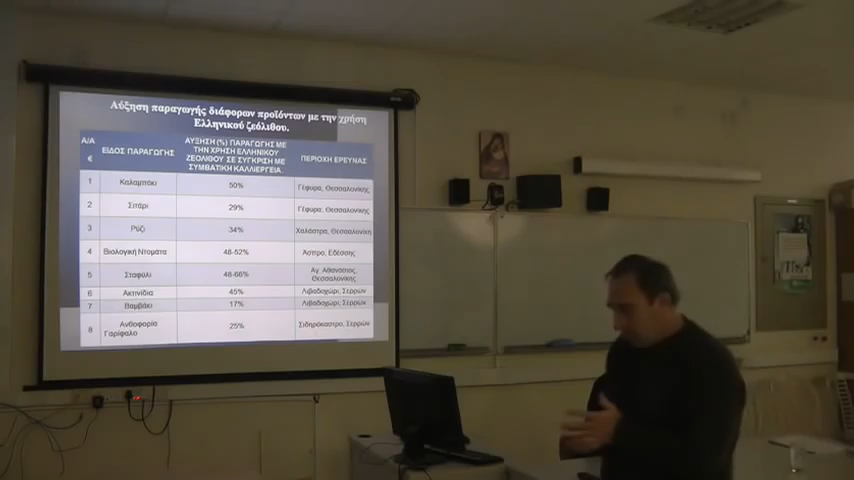 Αύξηση παραγωγής διάφορων προϊόντων με την χρήση
Ελληνικού ζεόλιθου.
Α/Α
€
ΕΙΔΟΣ ΠΑΡΑΓΩΓΗΣ
ΑΥΞΗΣΗ (%) ΠΑΡΑΓΩΓΗΣ ΜΕ
ΤΗΝ ΧΡΗΣΗ ΕΛΛΗΝΙΚΟΥ
ΖΕΟΛΙΘΟΥ ΣΕ ΣΥΓΚΡΙΣΗ ΜΕ
ΣΥΜΒΑΤΙΚΗ ΚΑΛΛΙΕΡΓΕΙΑ.
ΠΕΡΙΟΧΗ ΕΡΕΥΝΑΣ
1 Καλαμπόκι 50% Γέφυρα, Θεσσαλονίκης
2 Σιτάρι 29% Γέφυρα, Θεσσαλονίκης
3 Ρύζι 34% Χαλάστρα, Θεσσαλονίκη
4 Βιολογική Ντομάτα 48-52% Άσπρο, Εδέσσης
5 Σταφύλι 48-66% Αγ. Αθανάσιος,
Θεσσαλονίκης
6 Ακτινίδια 45% Λιβαδοχώρι, Σερρών
7 Βαμβάκι 17% Λιβαδοχώρι, Σερρών
8 Ανθοφορία
Γαρίφαλο 25% Σιδηρόκαστρο, Σερρών